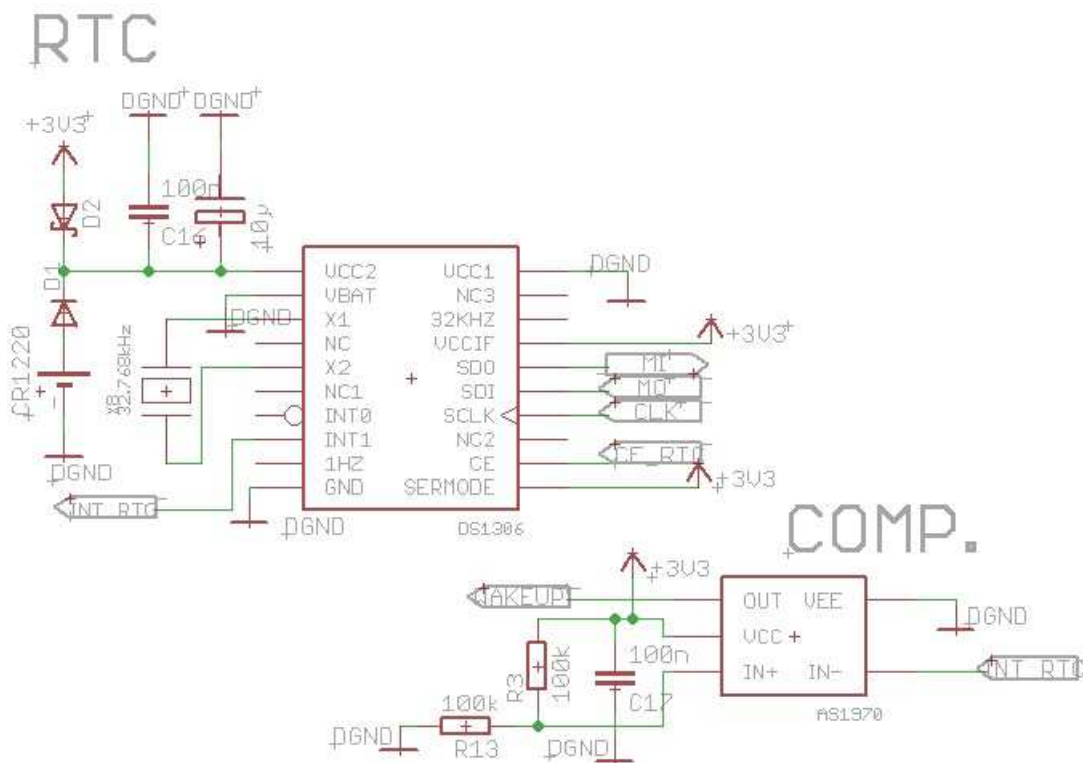 RTC
DGND DGND
+3V3
100n
D2
C16
10µ
D1
VCC2 VCC1
DGND
VBAT NC3
DGND
X1 32KHZ
NC VCCIF
+3V3
X2 SDO
MI
CR1220
32.768kHz
NC1 SDI
MO
INT0 SCLK
CLK
INT1 NC2
1HZ CE
CE_RTC
DGND
GND SERMODE
+3V3
INT_RTC
DGND
DS1306
COMP.
+3V3
WAKEUP
OUT VEE
DGND
VCC
R3
100k
100n
IN+ IN-
INT_RTC
C17
100k
AS1970
DGND
R13
DGND